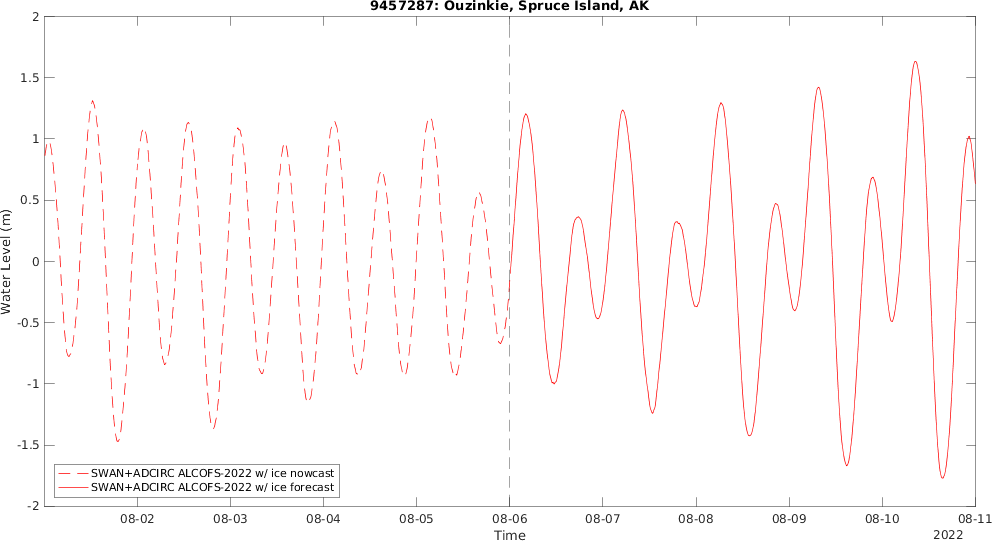 9457287: Ouzinkie, Spruce Island, AK
2
1.5
1
0.5
0
-0.5
-1
-1.5
-2
Water Level (m)
SWAN+ADCIRC ALCOFS-2022 w/ ice nowcast
SWAN+ADCIRC ALCOFS-2022 w/ ice forecast
08-02 08-03 08-04 08-05 08-06 08-07 08-08 08-09 08-10 08-11
Time
2022